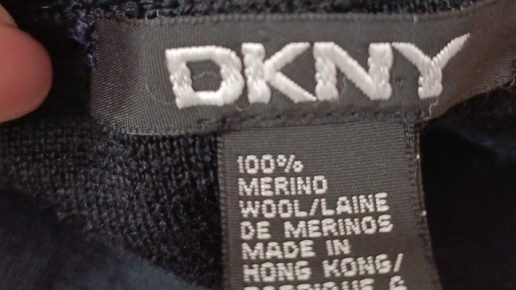 DKNY
100%
MERINO
WOOL/LAINE
DE MERINOS
MADE IN
HONG KONG/